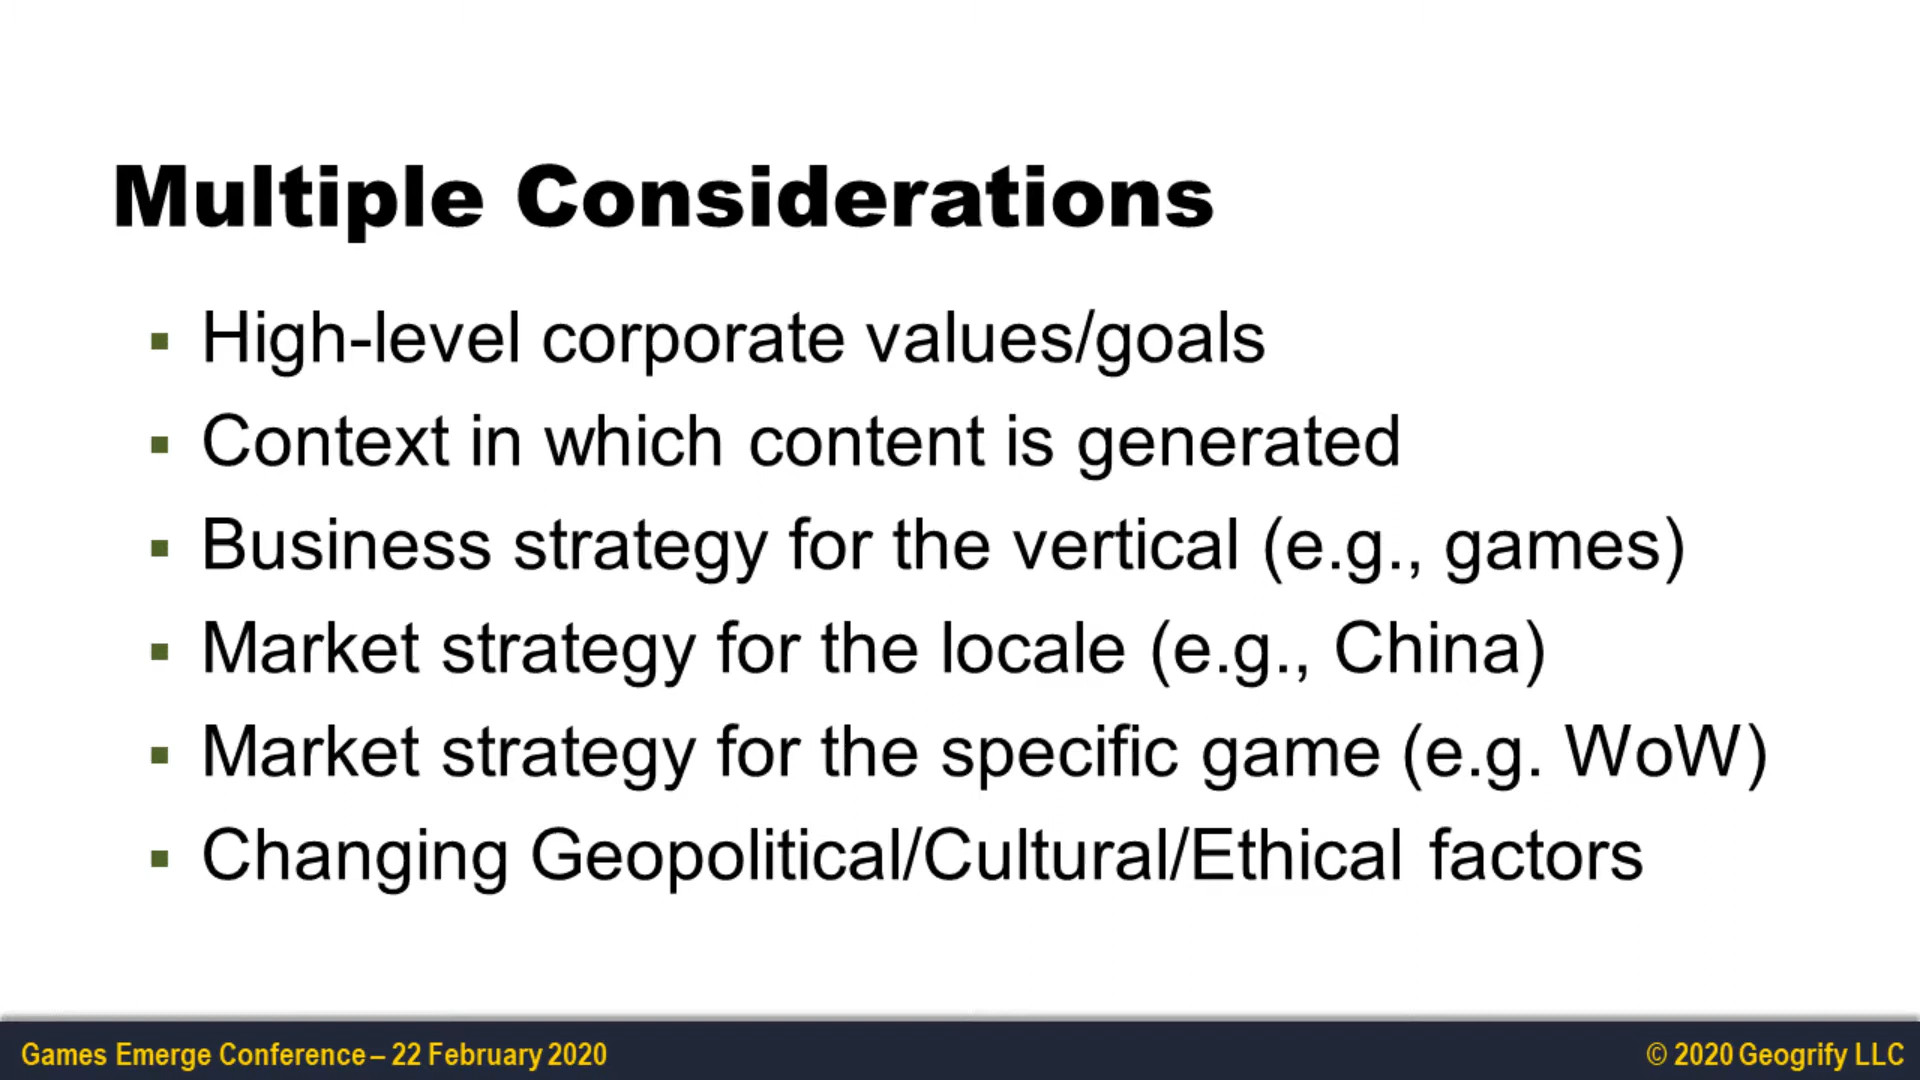 Multiple Considerations
▪ High-level corporate values/goals
▪ Context in which content is generated
▪ Business strategy for the vertical (e.g., games)
▪ Market strategy for the locale (e.g., China)
▪ Market strategy for the specific game (e.g. WoW)
▪ Changing Geopolitical/Cultural/Ethical factors
Games Emerge Conference – 22 February 2020
© 2020 Geogrify LLC